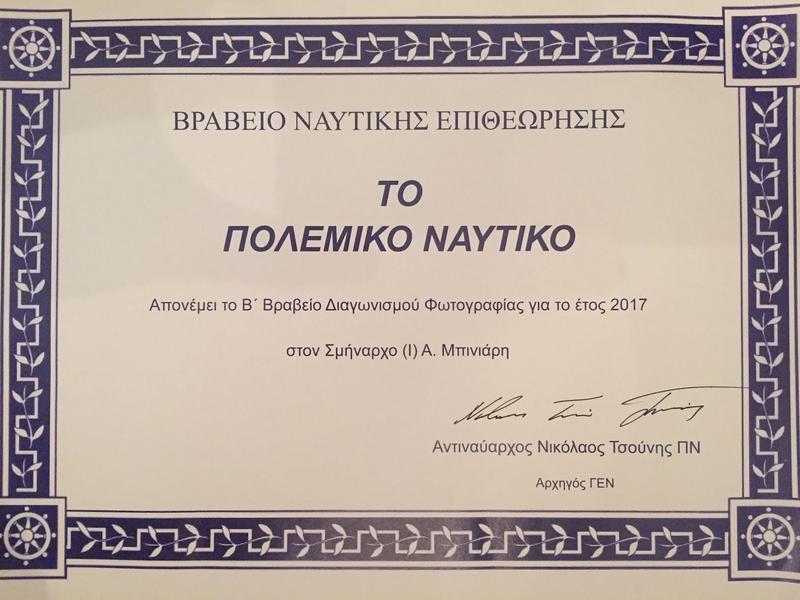 ΒΡΑΒΕΙΟ ΝΑΥΤΙΚΗΣ ΕΠΙΘΕΩΡΗΣΗΣ
ΤΟ
ΠΟΛΕΜΙΚΟ ΝΑΥΤΙΚΟ
Απονέμει το Β΄ Βραβείο Διαγωνισμού Φωτογραφίας για το έτος 2017
στον Σμήναρχο (Ι) Α. Μπινιάρη
Αντιναύαρχος Νικόλαος Τσούνης ΠΝ
Αρχηγός ΓΕΝ